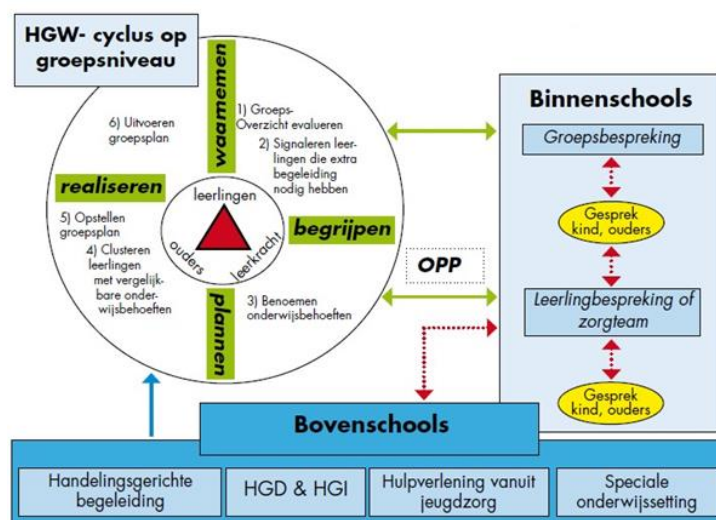 HGW- cyclus op
groepsniveau
waarnemen
1) Groeps-
Overzicht evalueren
2) Signaleren leer-
lingen die extra
begeleiding
nodig hebben
begrijpen
3) Benoemen
onderwijsbehoeften
plannen
4) Clusteren
leerlingen
met vergelijk-
bare onder-
wijsbehoeften
5) Opstellen
groepsplan
realiseren
6) Uitvoeren
groepsplan
leerlingen
ouders
leerkracht
OPP
Binnenschools
Groepsbespreking
Gesprek
kind, ouders
Leerlingbespreking of
zorgteam
Gesprek
kind, ouders
Bovenschools
Handelingsgerichte
begeleiding
HGD & HGI
Hulpverlening vanuit
jeugdzorg
Speciale
onderwijssetting